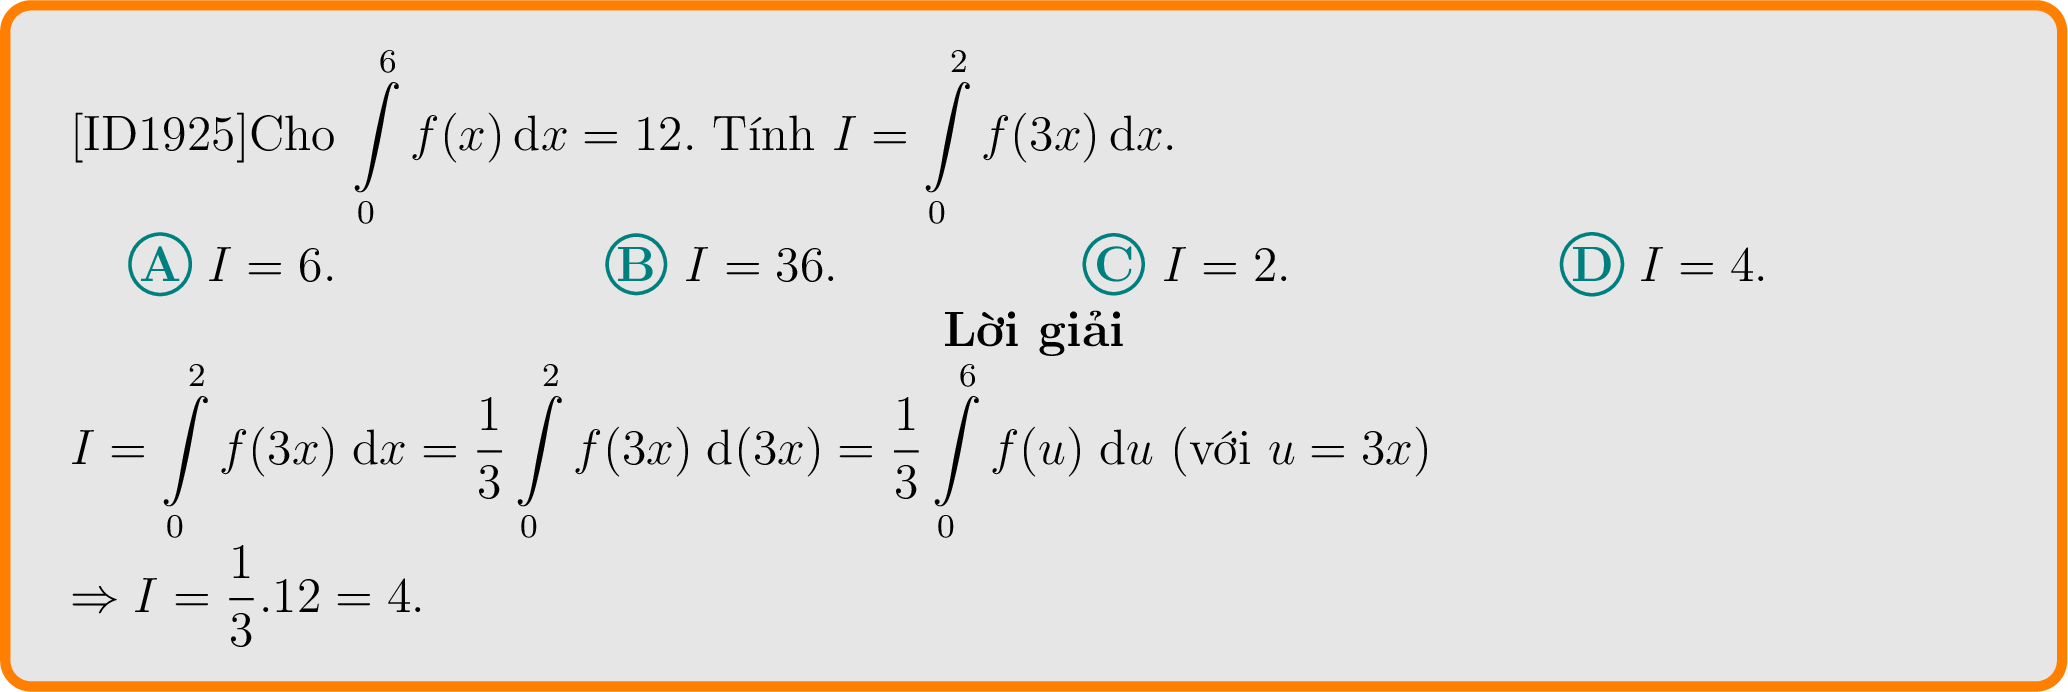 [ID1925]Cho $\int\limits_0^6 f(x)\,\mathrm{d}x = 12$. Tính $I = \int\limits_0^2 f(3x)\,\mathrm{d}x$.
Ⓐ $I = 6$. Ⓑ $I = 36$. Ⓒ $I = 2$. Ⓓ $I = 4$.
Lời giải
$I = \int\limits_0^2 f(3x)\;\mathrm{d}x = \frac{1}{3}\int\limits_0^2 f(3x)\;\mathrm{d}(3x) = \frac{1}{3}\int\limits_0^6 f(u)\;\mathrm{d}u$ (với $u = 3x$)
$\Rightarrow I = \frac{1}{3}.12 = 4$.